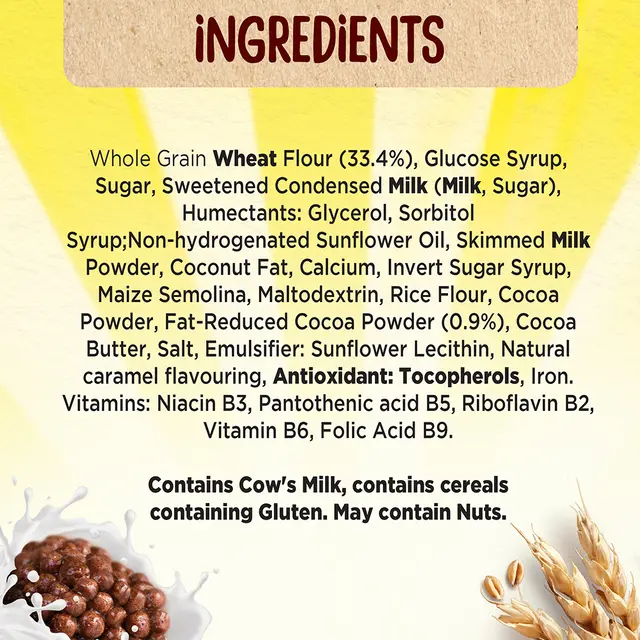 iNGREDiENTS
Whole Grain Wheat Flour (33.4%), Glucose Syrup,
Sugar, Sweetened Condensed Milk (Milk, Sugar),
Humectants: Glycerol, Sorbitol
Syrup;Non-hydrogenated Sunflower Oil, Skimmed Milk
Powder, Coconut Fat, Calcium, Invert Sugar Syrup,
Maize Semolina, Maltodextrin, Rice Flour, Cocoa
Powder, Fat-Reduced Cocoa Powder (0.9%), Cocoa
Butter, Salt, Emulsifier: Sunflower Lecithin, Natural
caramel flavouring, Antioxidant: Tocopherols, Iron.
Vitamins: Niacin B3, Pantothenic acid B5, Riboflavin B2,
Vitamin B6, Folic Acid B9.
Contains Cow's Milk, contains cereals
containing Gluten. May contain Nuts.